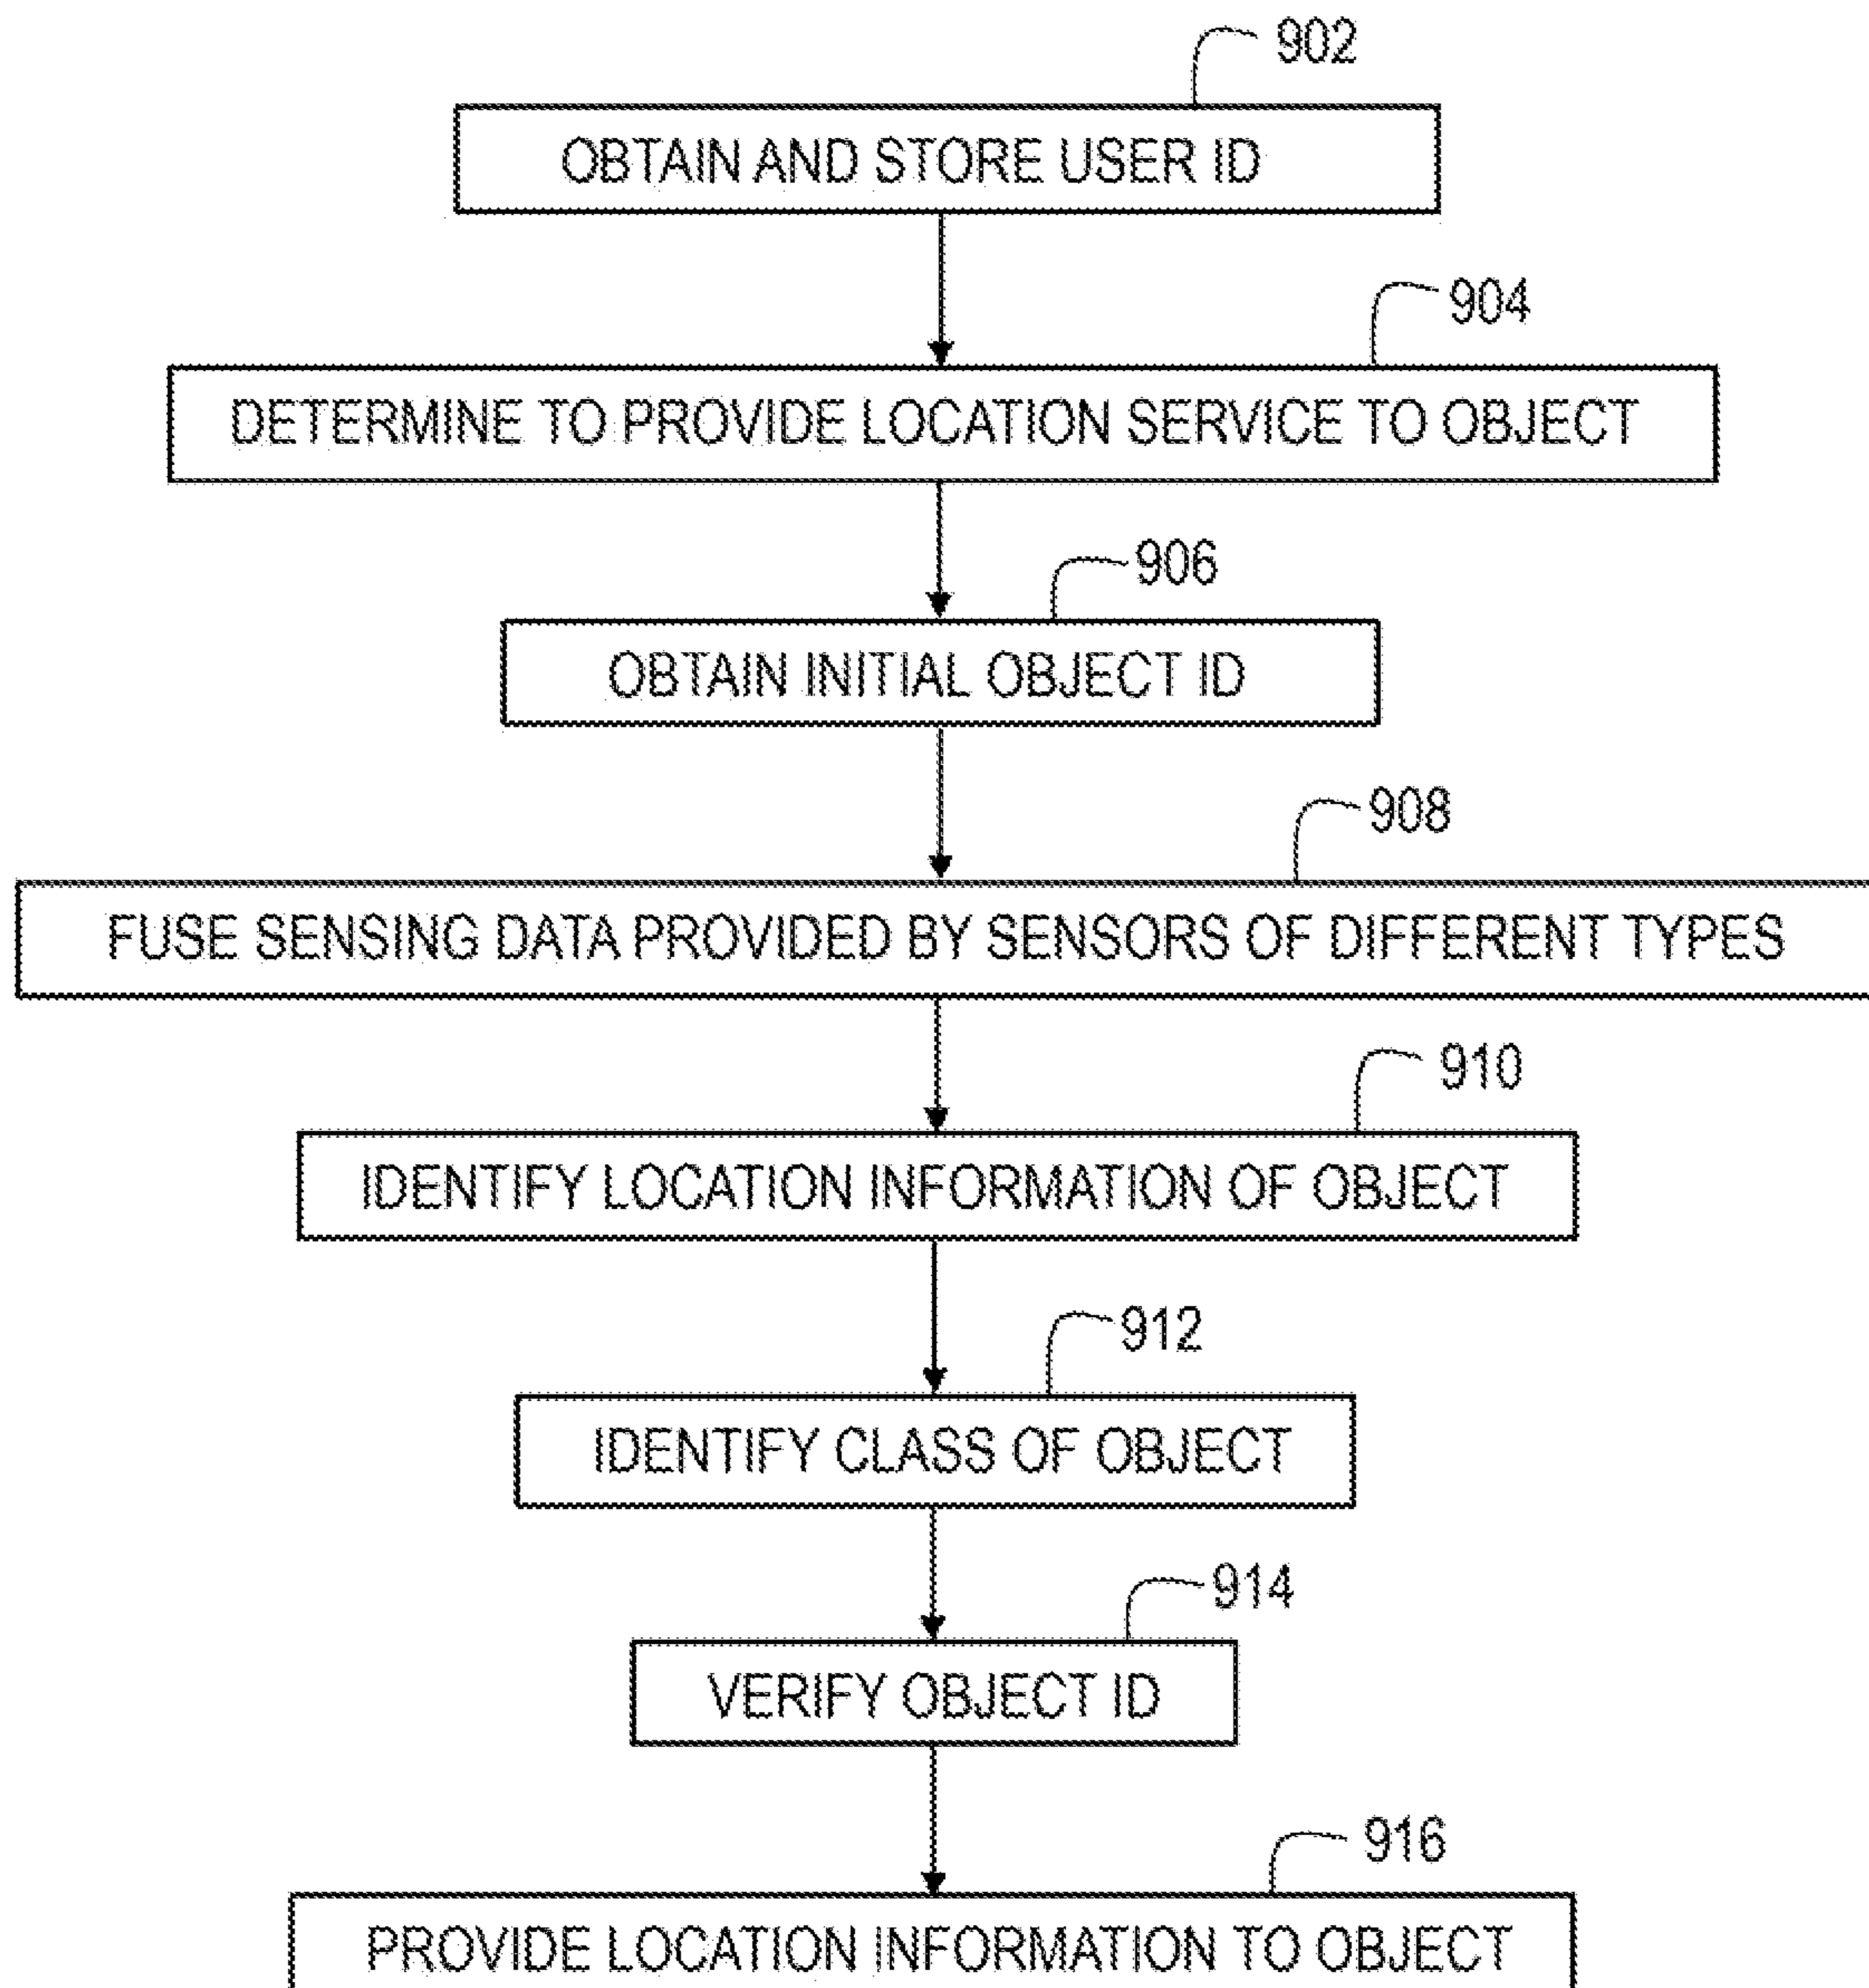 902
OBTAIN AND STORE USER ID
904
DETERMINE TO PROVIDE LOCATION SERVICE TO OBJECT
906
OBTAIN INITIAL OBJECT ID
908
FUSE SENSING DATA PROVIDED BY SENSORS OF DIFFERENT TYPES
910
IDENTIFY LOCATION INFORMATION OF OBJECT
912
IDENTIFY CLASS OF OBJECT
914
VERIFY OBJECT ID
916
PROVIDE LOCATION INFORMATION TO OBJECT